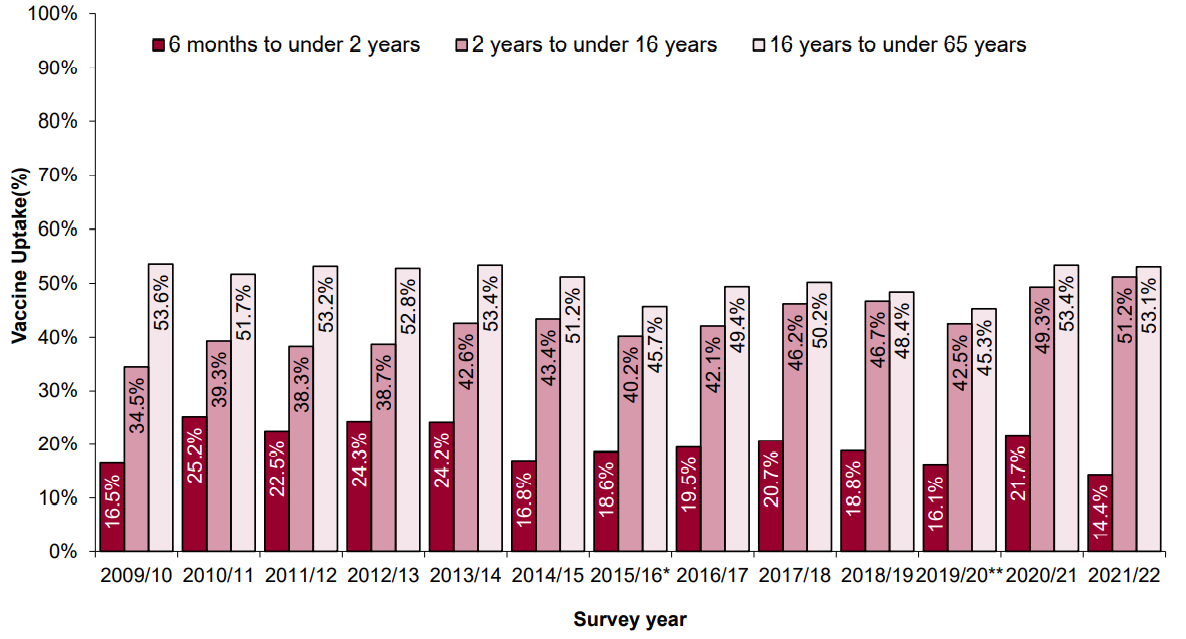 100%
6 months to under 2 years 2 years to under 16 years 16 years to under 65 years
90%
80%
70%
60%
50%
40%
30%
20%
10%
0%
Vaccine Uptake(%)
16.5% 34.5% 53.6%
25.2% 39.3% 51.7%
22.5% 38.3% 53.2%
24.3% 38.7% 52.8%
24.2% 42.6% 53.4%
16.8% 43.4% 51.2%
18.6% 40.2% 45.7%
19.5% 42.1% 49.4%
20.7% 46.2% 50.2%
18.8% 46.7% 48.4%
16.1% 42.5% 45.3%
21.7% 49.3% 53.4%
14.4% 51.2% 53.1%
2009/10 2010/11 2011/12 2012/13 2013/14 2014/15 2015/16* 2016/17 2017/18 2018/19 2019/20** 2020/21 2021/22
Survey year